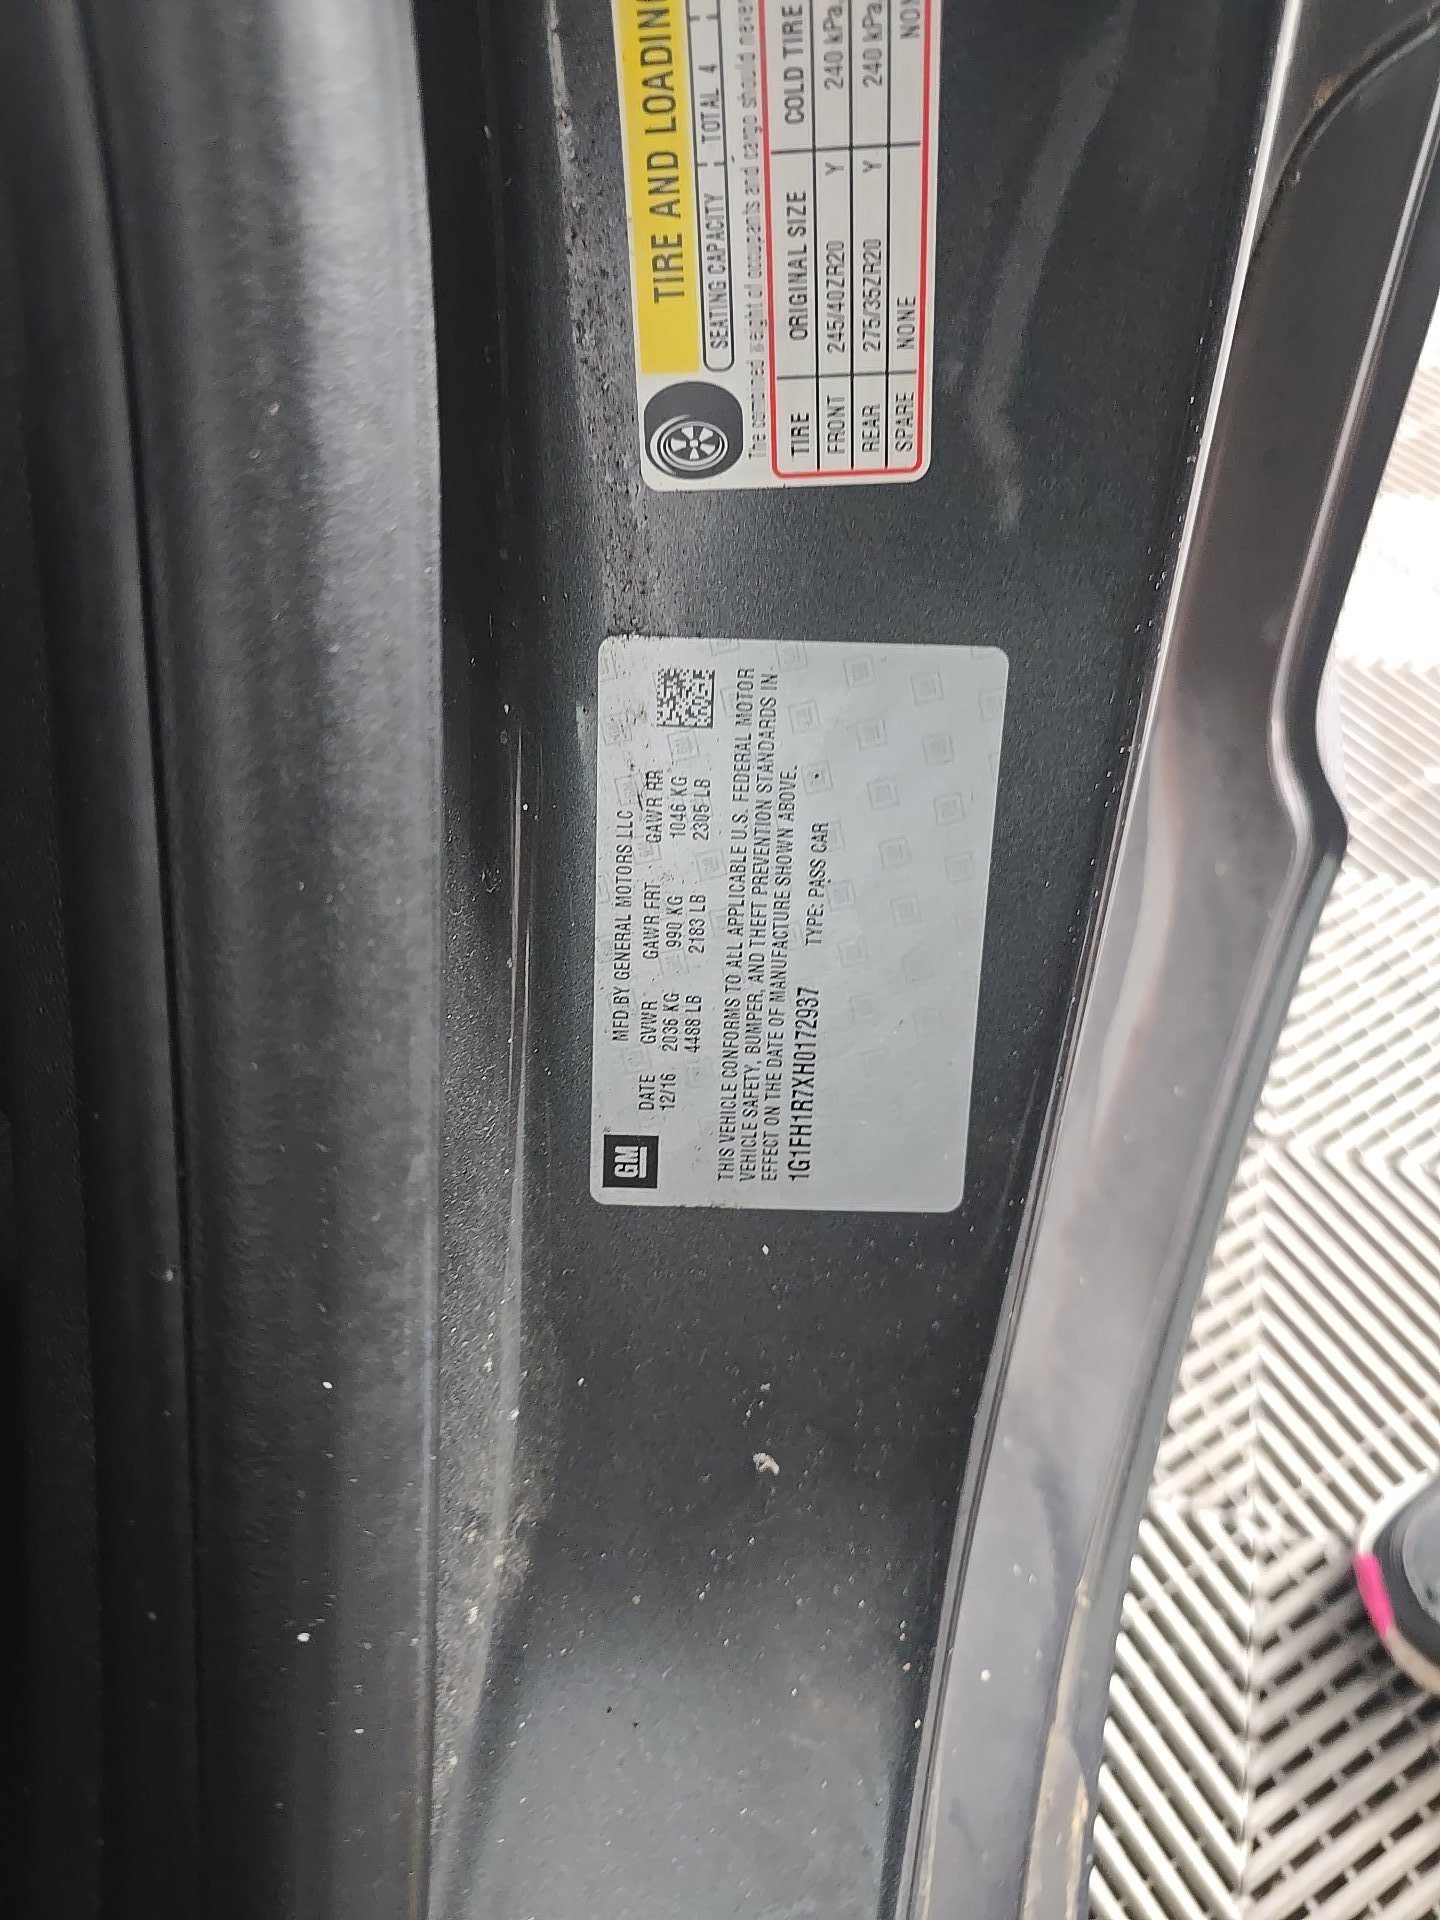 TIRE AND LOADING
SEATING CAPACITY TOTAL 4
The combined weight of occupants and cargo should never
TIRE ORIGINAL SIZE COLD TIRE
FRONT 245/40ZR20 Y 240 kPa,
REAR 275/35ZR20 Y 240 kPa,
SPARE NONE
GM
MFD BY GENERAL MOTORS LLC
DATE GVWR GAWR FRT GAWR RR
12/16 2036 KG 990 KG 1046 KG
4488 LB 2183 LB 2305 LB
THIS VEHICLE CONFORMS TO ALL APPLICABLE U.S. FEDERAL MOTOR
VEHICLE SAFETY, BUMPER, AND THEFT PREVENTION STANDARDS IN
EFFECT ON THE DATE OF MANUFACTURE SHOWN ABOVE.
1G1FH1R7XH0172937 TYPE: PASS CAR